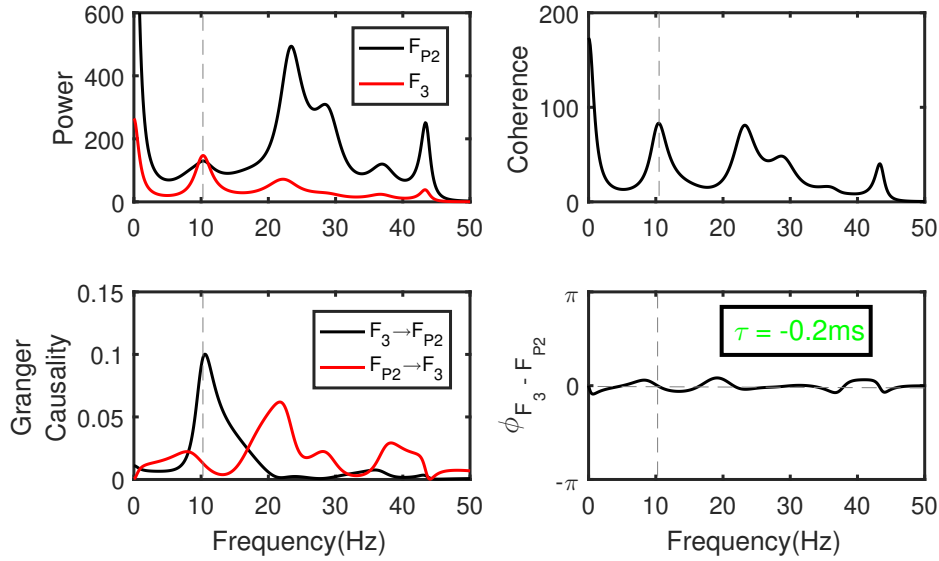 600
400
200
0
Power
F_P2
F_3
0 10 20 30 40 50
200
100
0
Coherence
0 10 20 30 40 50
0.15
0.1
0.05
0
Granger
Causality
F_3→F_P2
F_P2→F_3
0 10 20 30 40 50
Frequency(Hz)
π
0
-π
ϕ_F_3 - F_P2
τ = -0.2ms
0 10 20 30 40 50
Frequency(Hz)